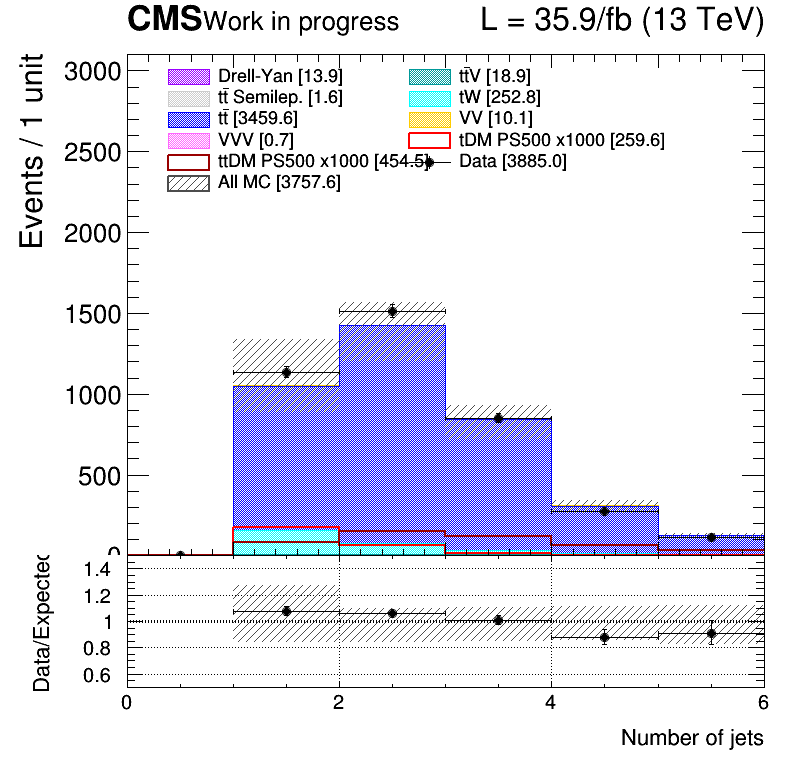 CMS Work in progress L = 35.9/fb (13 TeV)
Events / 1 unit
3000
2500
2000
1500
1000
500
0
Drell-Yan [13.9] tt̄V [18.9]
tt̄ Semilep. [1.6] tW [252.8]
tt̄ [3459.6] VV [10.1]
VVV [0.7] tDM PS500 x1000 [259.6]
ttDM PS500 x1000 [454.5] Data [3885.0]
All MC [3757.6]
Data/Expected
1.4
1.2
1
0.8
0.6
0 2 4 6
Number of jets